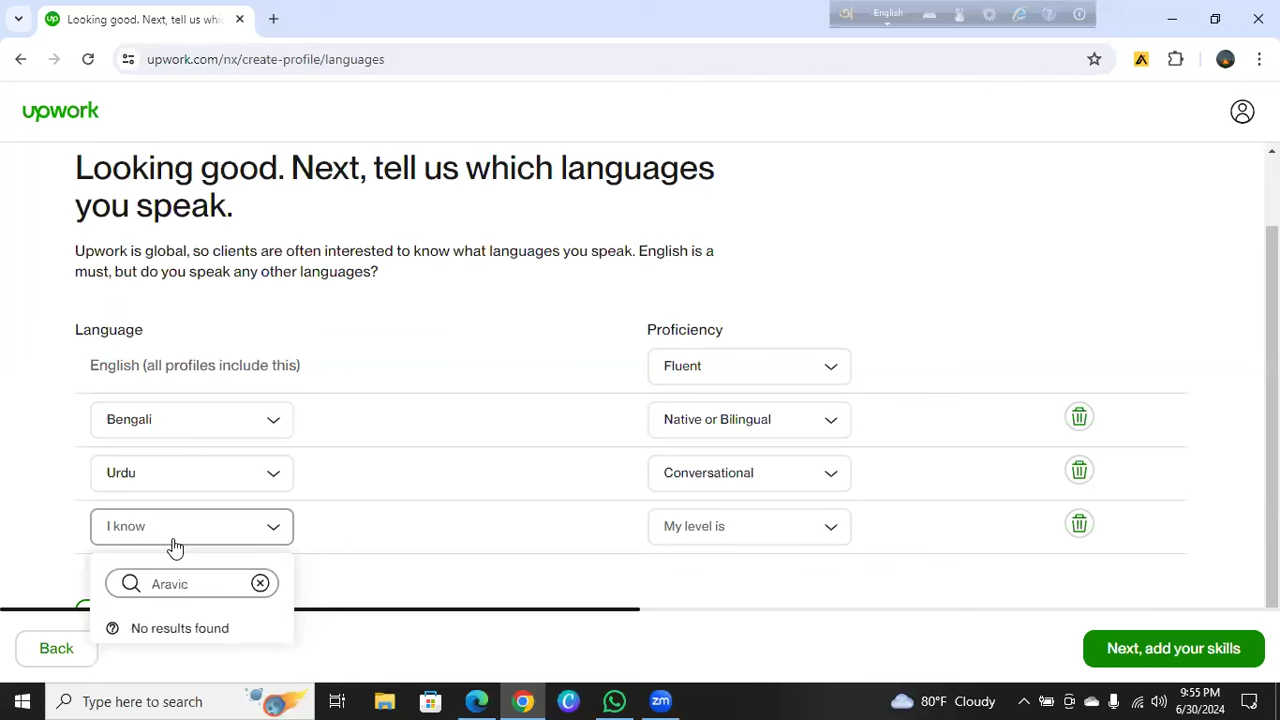 Looking good. Next, tell us whi
English
upwork.com/nx/create-profile/languages
upwork
Looking good. Next, tell us which languages
you speak.
Upwork is global, so clients are often interested to know what languages you speak. English is a
must, but do you speak any other languages?
Language
Proficiency
English (all profiles include this)
Fluent
Bengali
Native or Bilingual
Urdu
Conversational
I know
My level is
Aravic
No results found
Back
Next, add your skills
Type here to search
80°F Cloudy
9:55 PM
6/30/2024